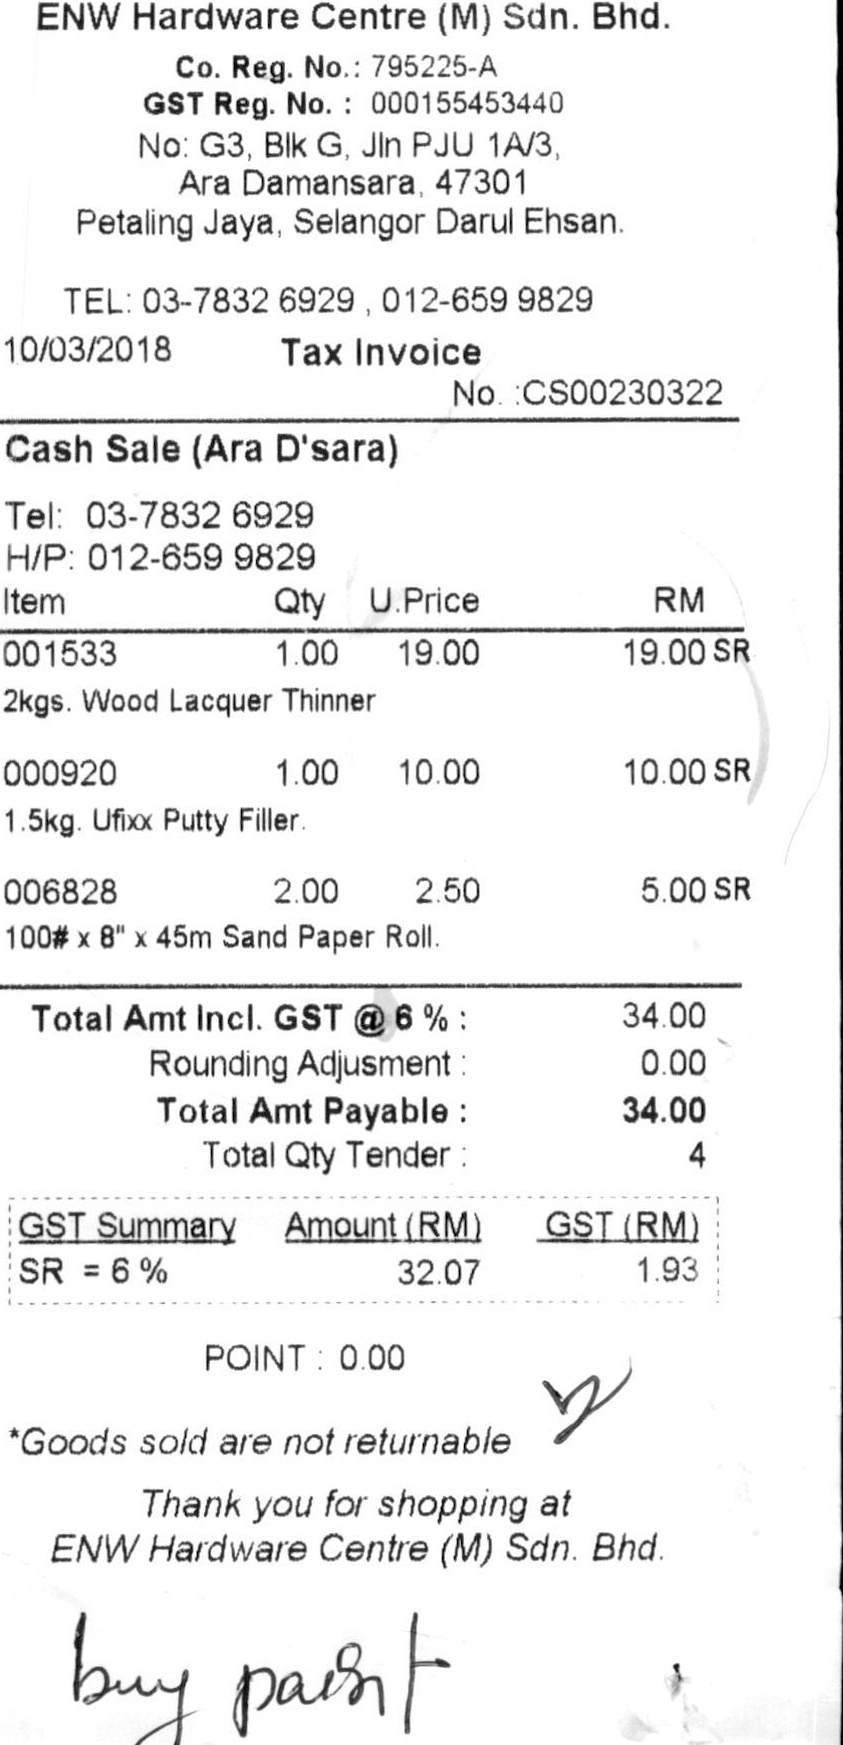 ENW Hardware Centre (M) Sdn. Bhd.
Co. Reg. No.: 795225-A
GST Reg. No. : 000155453440
No: G3, Blk G, Jln PJU 1A/3,
Ara Damansara, 47301
Petaling Jaya, Selangor Darul Ehsan.
TEL: 03-7832 6929 , 012-659 9829
10/03/2018 Tax Invoice
No. :CS00230322
Cash Sale (Ara D'sara)
Tel: 03-7832 6929
H/P: 012-659 9829
Item Qty U.Price RM
001533 1.00 19.00 19.00 SR
2kgs. Wood Lacquer Thinner
000920 1.00 10.00 10.00 SR
1.5kg. Ufixx Putty Filler.
006828 2.00 2.50 5.00 SR
100# x 8" x 45m Sand Paper Roll.
Total Amt Incl. GST @ 6 % : 34.00
Rounding Adjusment : 0.00
Total Amt Payable : 34.00
Total Qty Tender : 4
GST Summary Amount (RM) GST (RM)
SR = 6 % 32.07 1.93
POINT : 0.00
*Goods sold are not returnable
Thank you for shopping at
ENW Hardware Centre (M) Sdn. Bhd.
buy